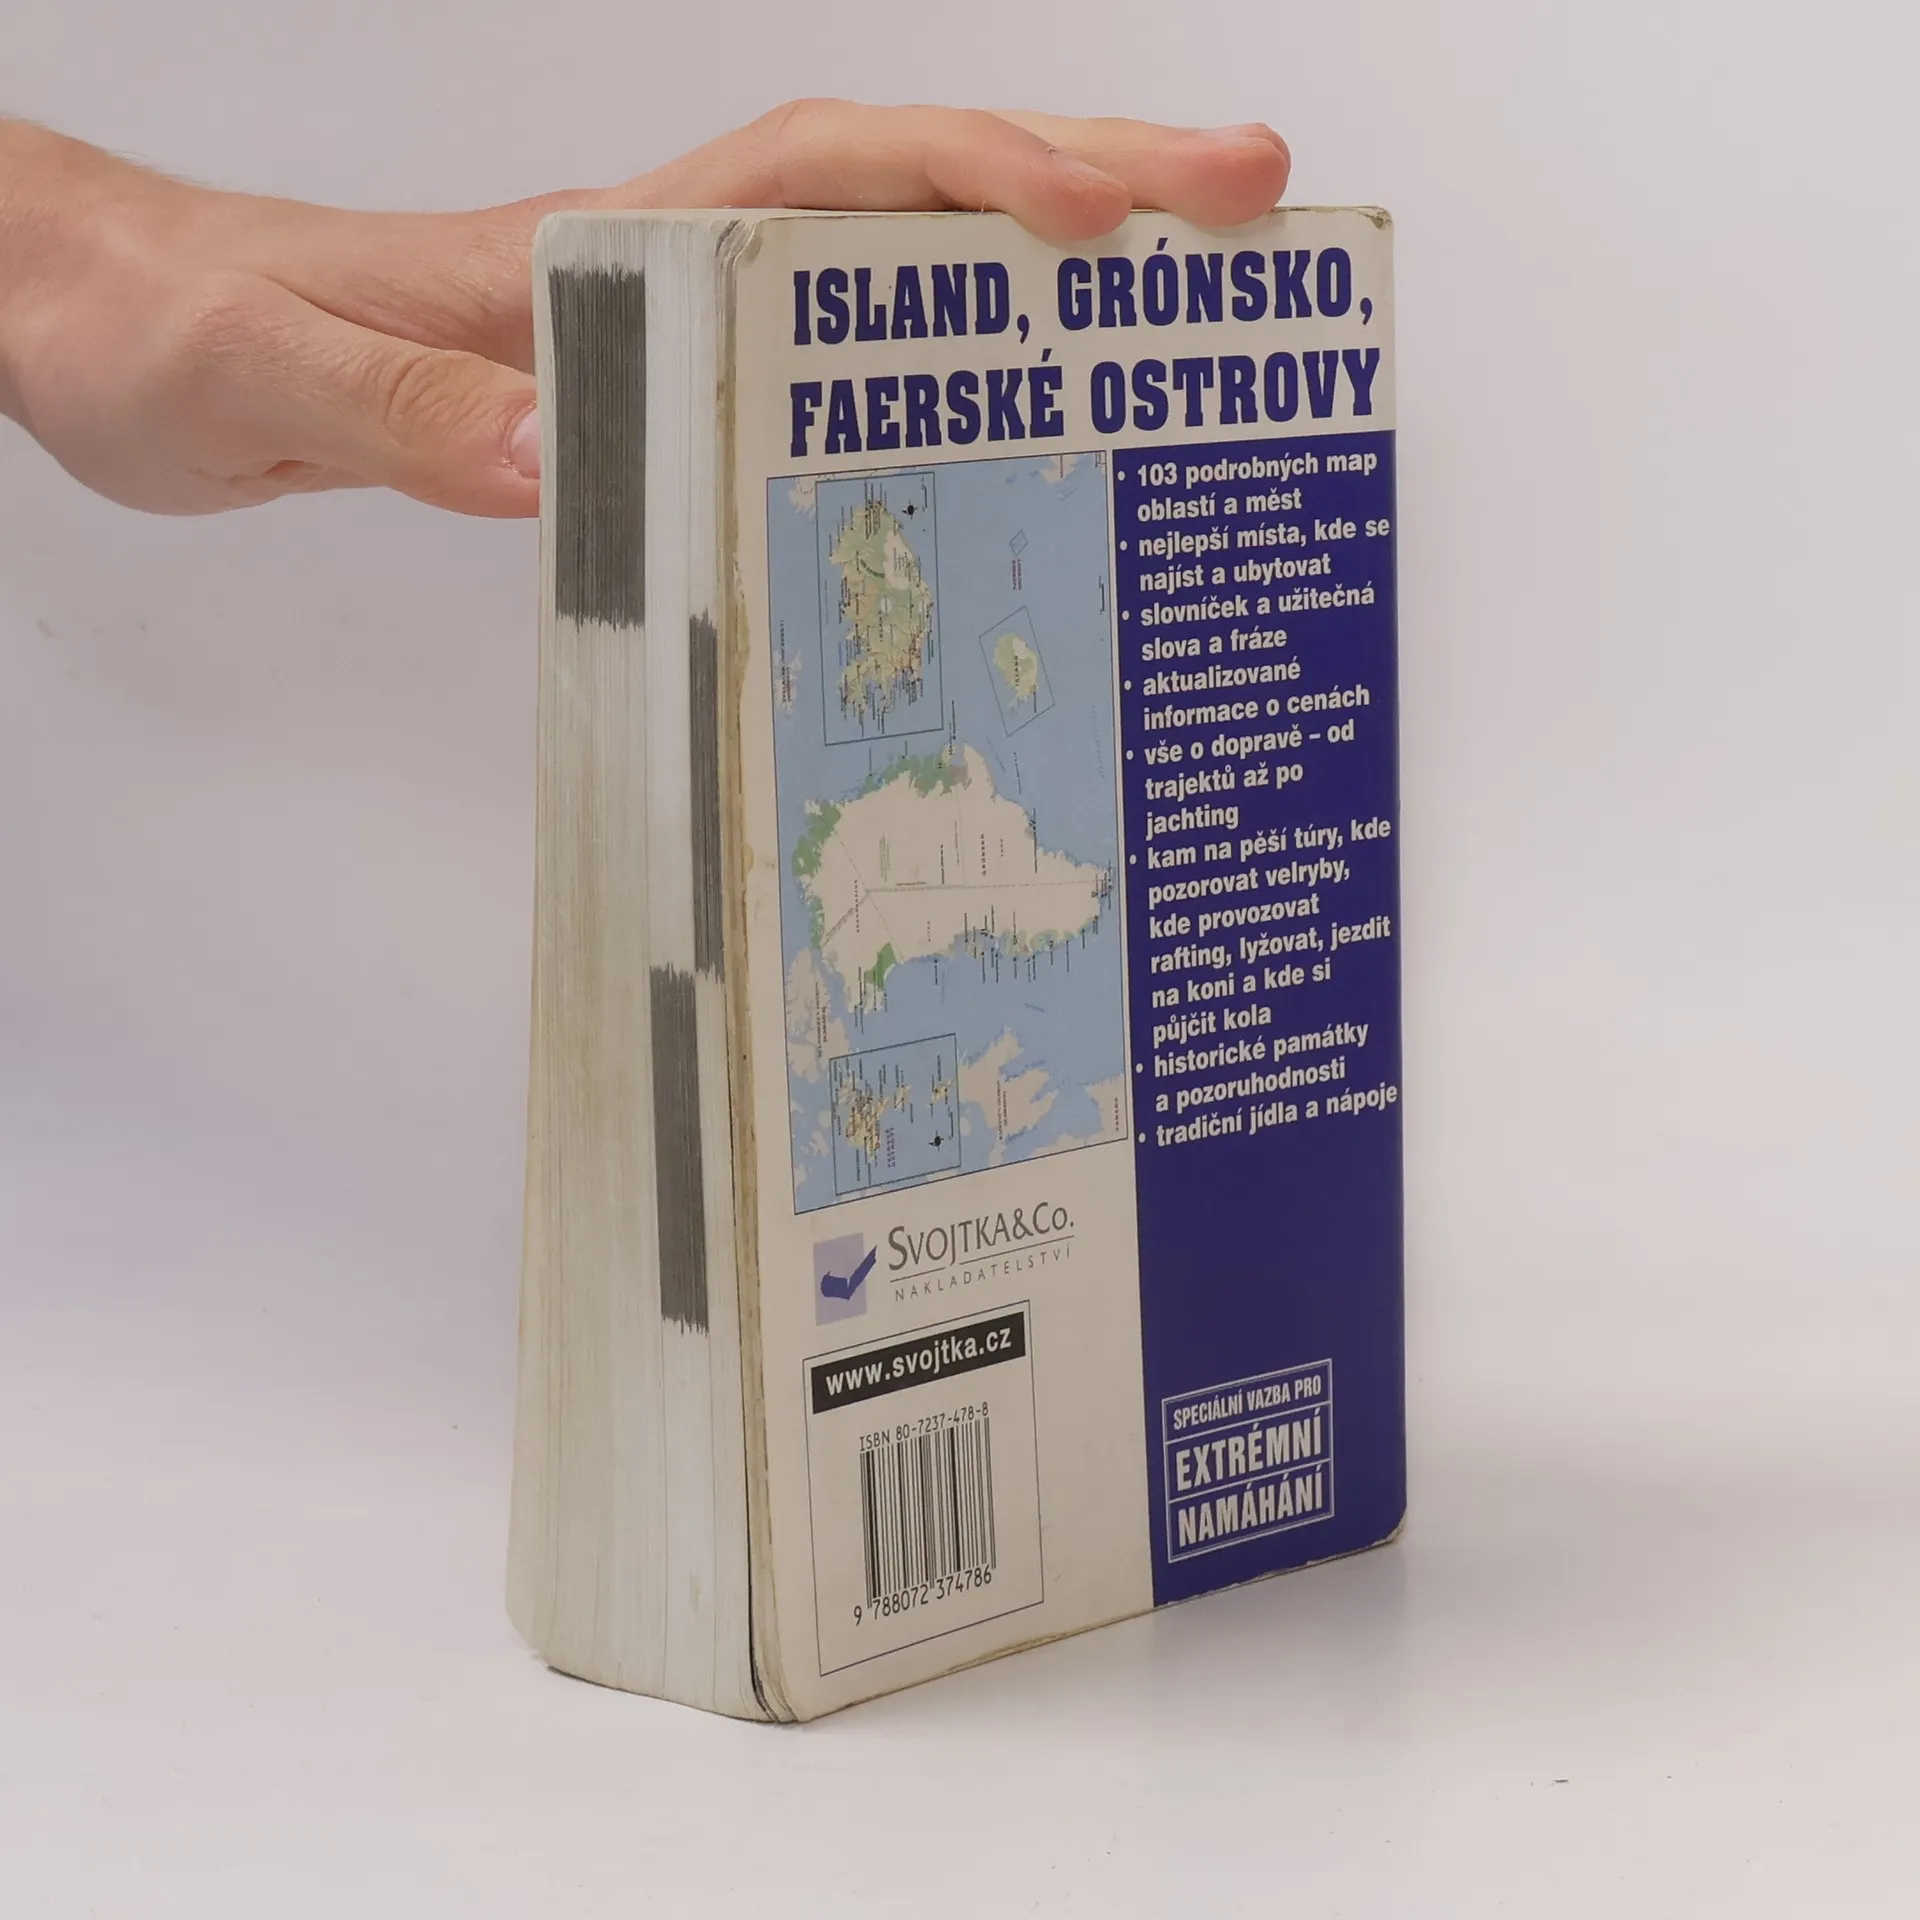 ISLAND, GRÓNSKO,
FAERSKÉ OSTROVY
• 103 podrobných map
oblastí a měst
• nejlepší místa, kde se
najíst a ubytovat
• slovníček a užitečná
slova a fráze
• aktualizované
informace o cenách
• vše o dopravě – od
trajektů až po
jachting
• kam na pěší túry, kde
pozorovat velryby,
kde provozovat
rafting, lyžovat, jezdit
na koni a kde si
půjčit kola
• historické památky
a pozoruhodnosti
• tradiční jídla a nápoje
SVOJTKA&CO.
NAKLADATELSTVÍ
www.svojtka.cz
ISBN 80-7237-478-8
9 788072 374786
SPECIÁLNÍ VAZBA PRO
EXTRÉMNÍ
NAMÁHÁNÍ